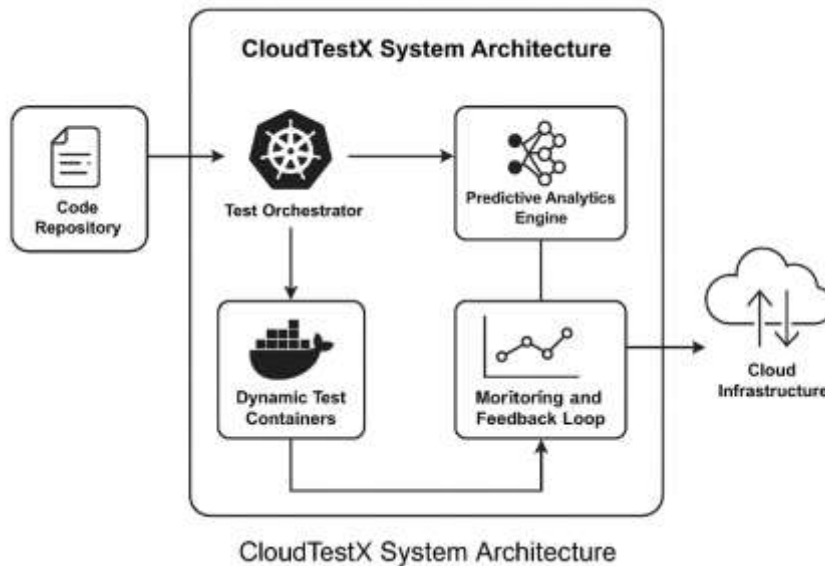 CloudTestX System Architecture
Code
Repository
Test Orchestrator
Predictive Analytics
Engine
Dynamic Test
Containers
Moritoring and
Feedback Loop
Cloud
Infrastructure
CloudTestX System Architecture